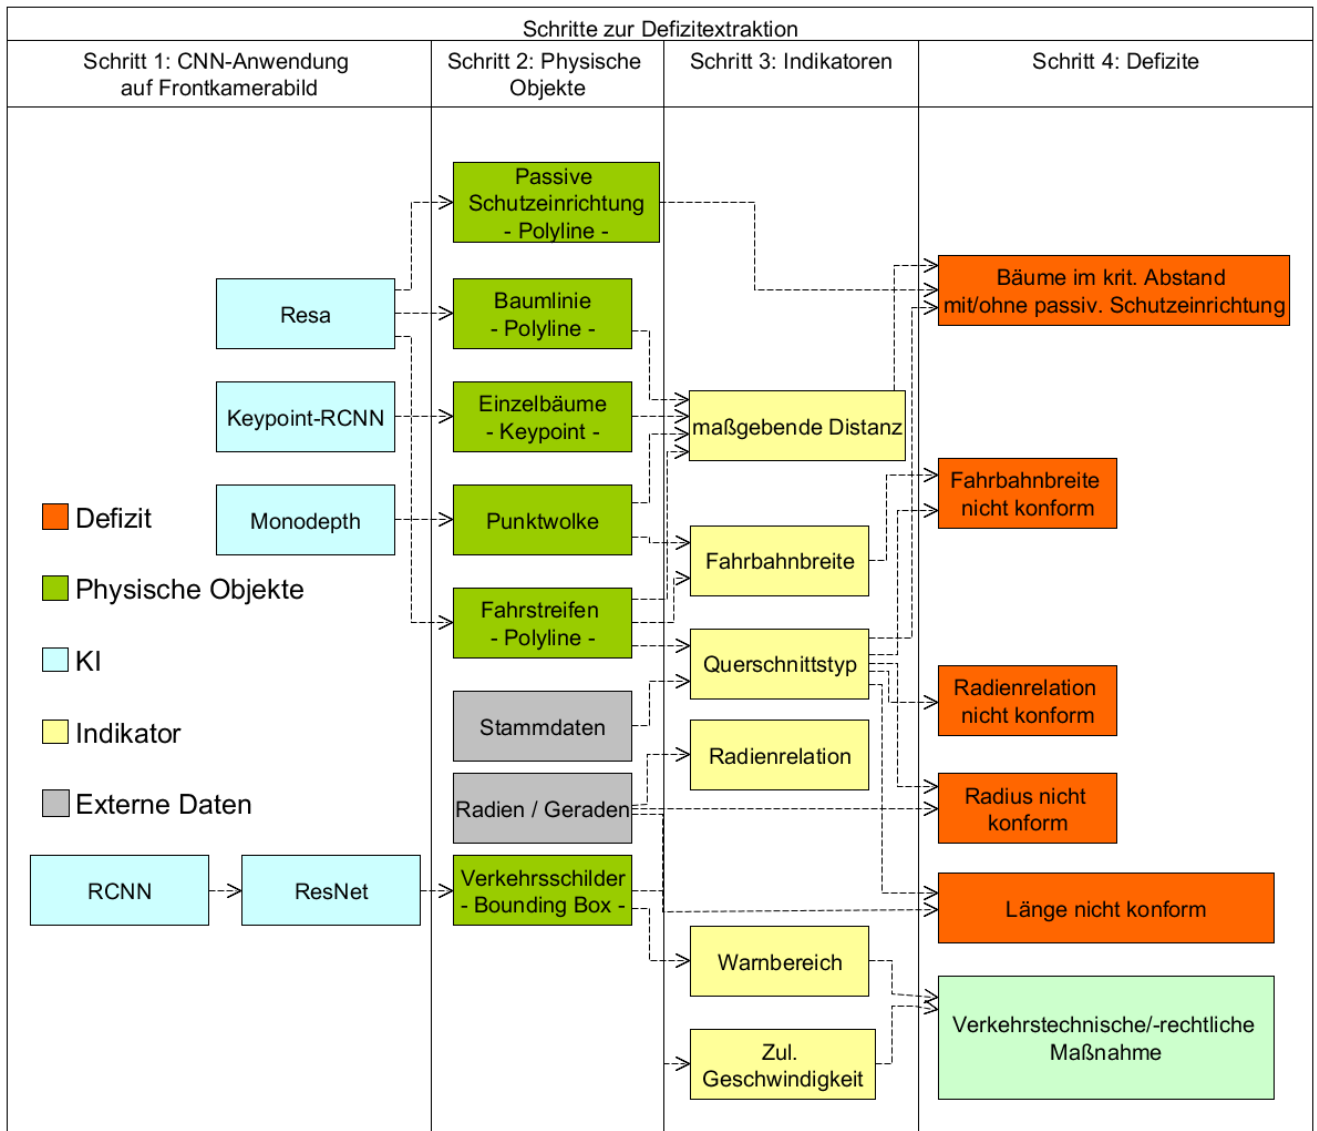 Schritte zur Defizitextraktion
Schritt 1: CNN-Anwendung
auf Frontkamerabild
Schritt 2: Physische
Objekte
Schritt 3: Indikatoren
Schritt 4: Defizite
Resa
Keypoint-RCNN
Monodepth
Defizit
Physische Objekte
KI
Indikator
Externe Daten
RCNN
ResNet
Passive
Schutzeinrichtung
- Polyline -
Baumlinie
- Polyline -
Einzelbäume
- Keypoint -
Punktwolke
Fahrstreifen
- Polyline -
Stammdaten
Radien / Geraden
Verkehrsschilder
- Bounding Box -
maßgebende Distanz
Fahrbahnbreite
Querschnittstyp
Radienrelation
Warnbereich
Zul.
Geschwindigkeit
Bäume im krit. Abstand
mit/ohne passiv. Schutzeinrichtung
Fahrbahnbreite
nicht konform
Radienrelation
nicht konform
Radius nicht
konform
Länge nicht konform
Verkehrstechnische/-rechtliche
Maßnahme